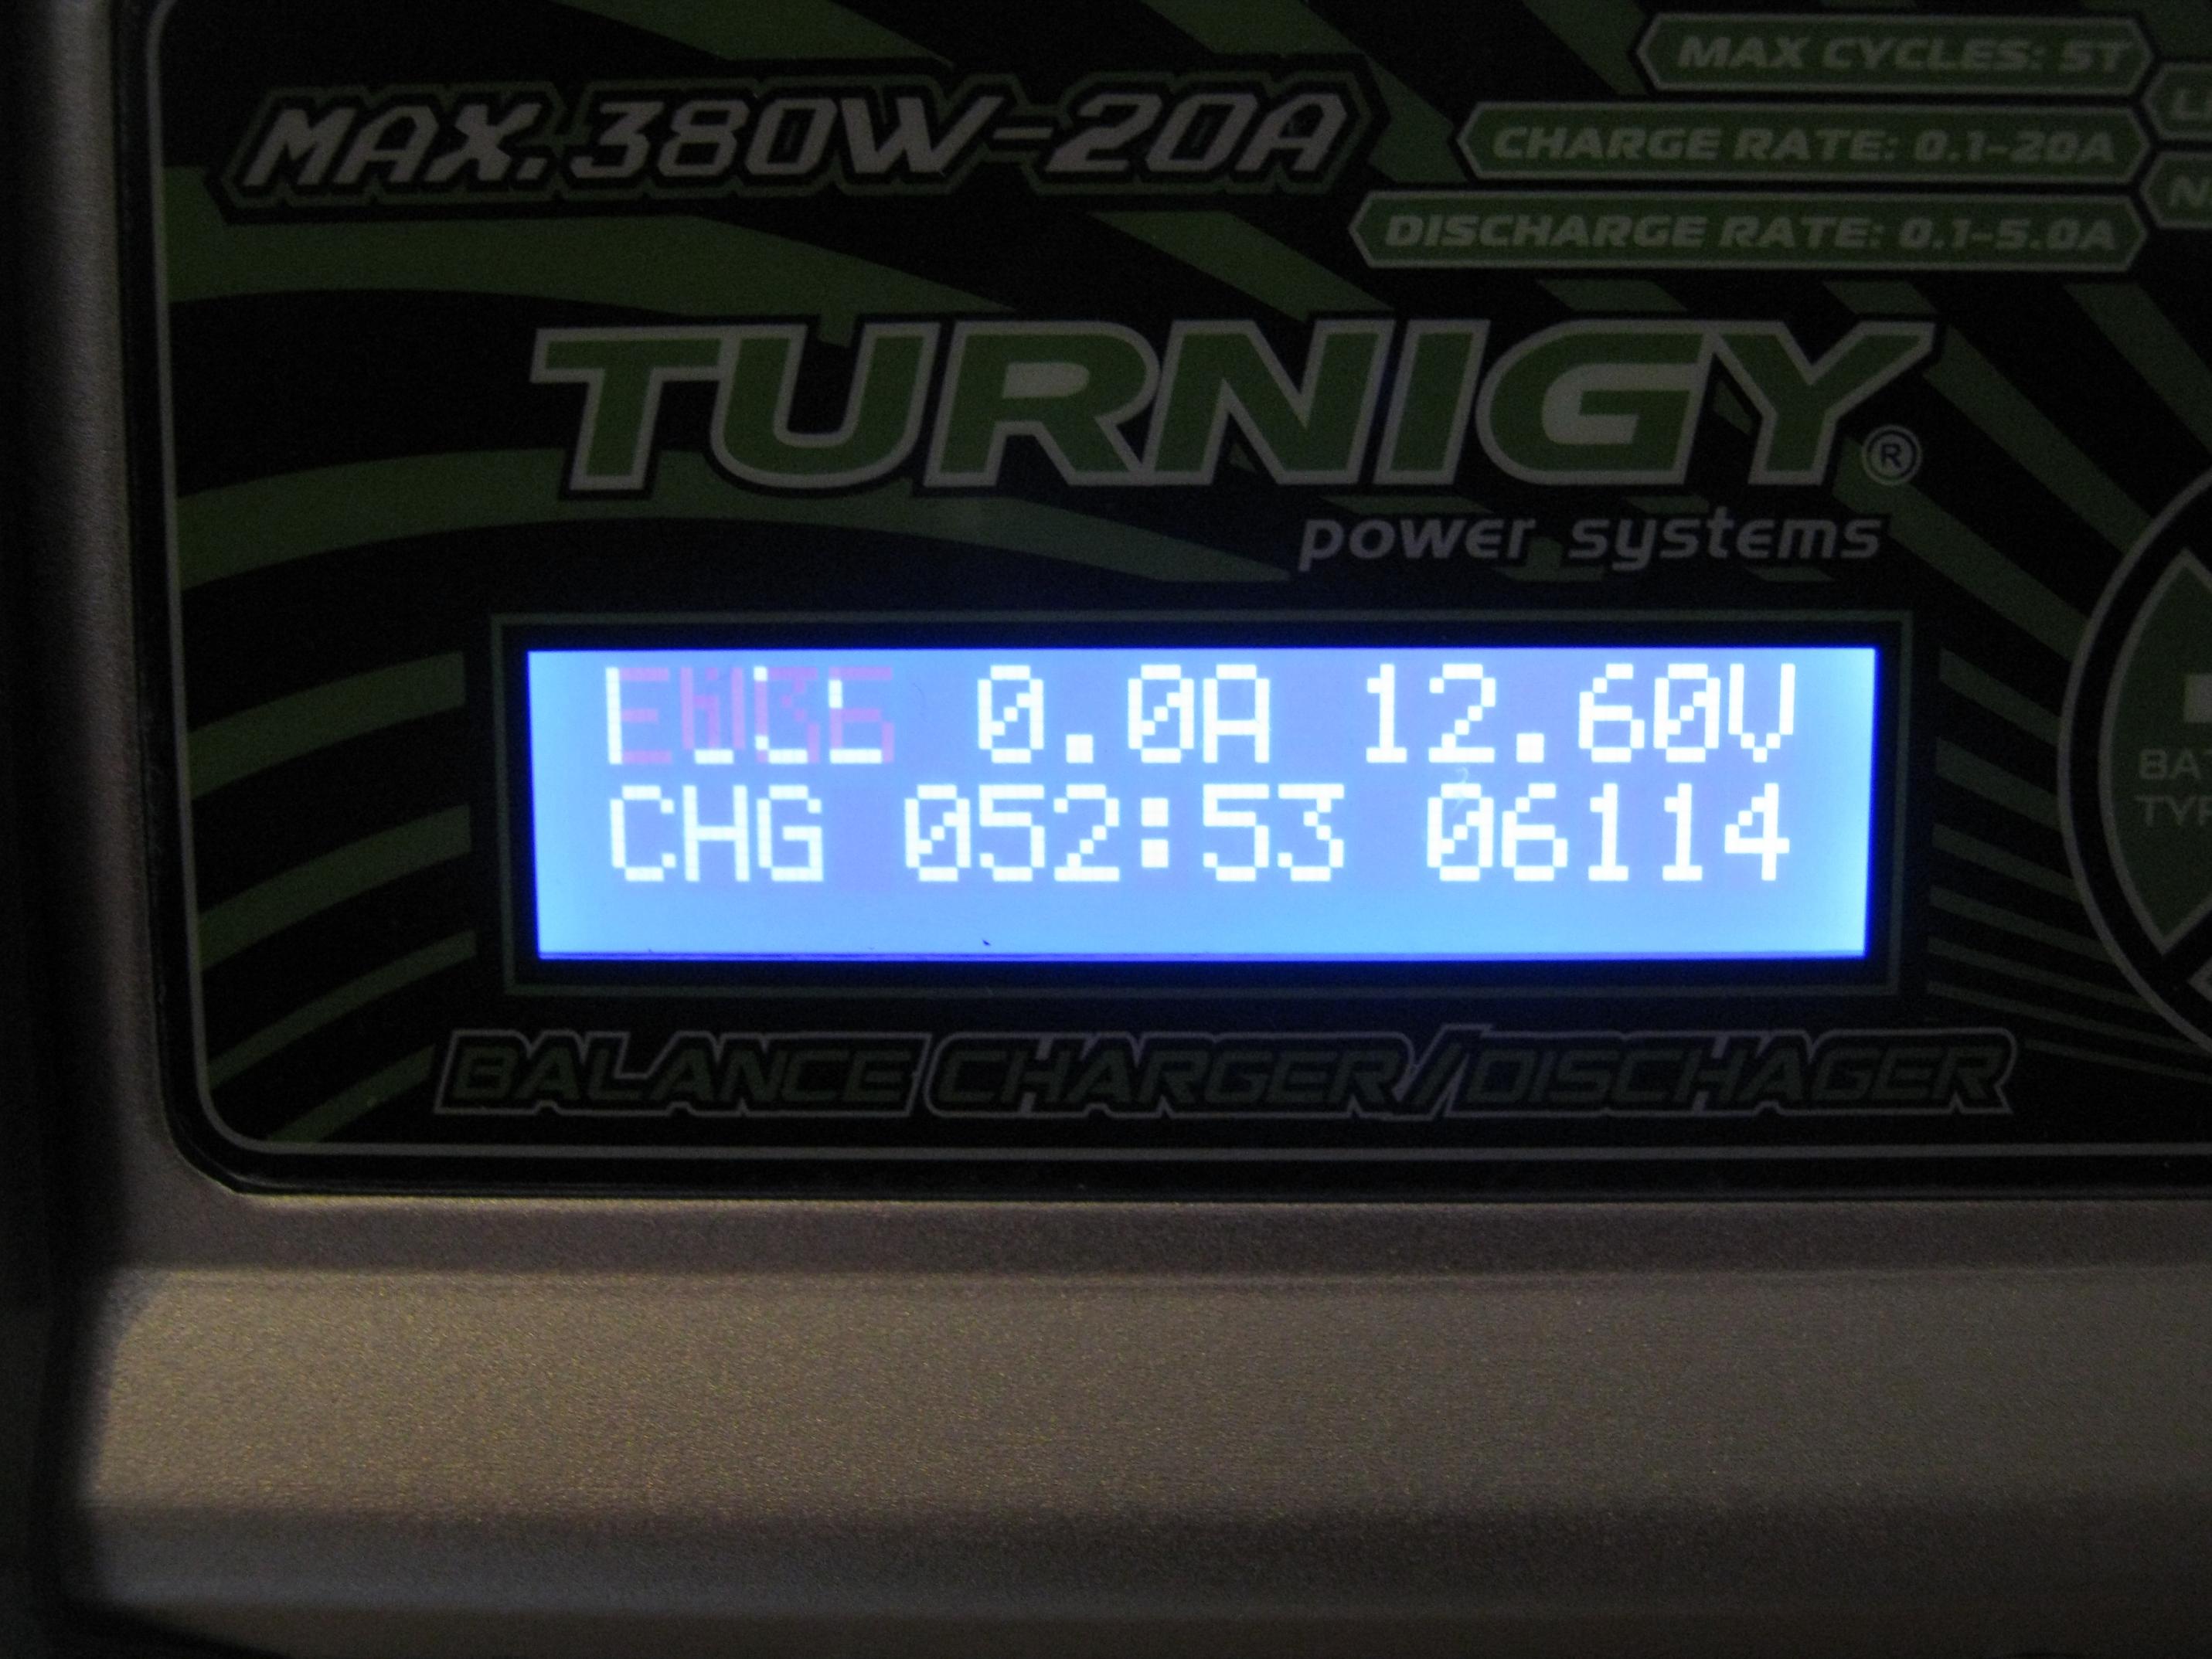 MAX CYCLES: 5T
MAX.380W-20A
CHARGE RATE: 0.1-20A
DISCHARGE RATE: 0.1-5.0A
TURNIGY®
power systems
0.0A 12.60V
CHG 052:53 06114
BALANCE CHARGER/DISCHAGER